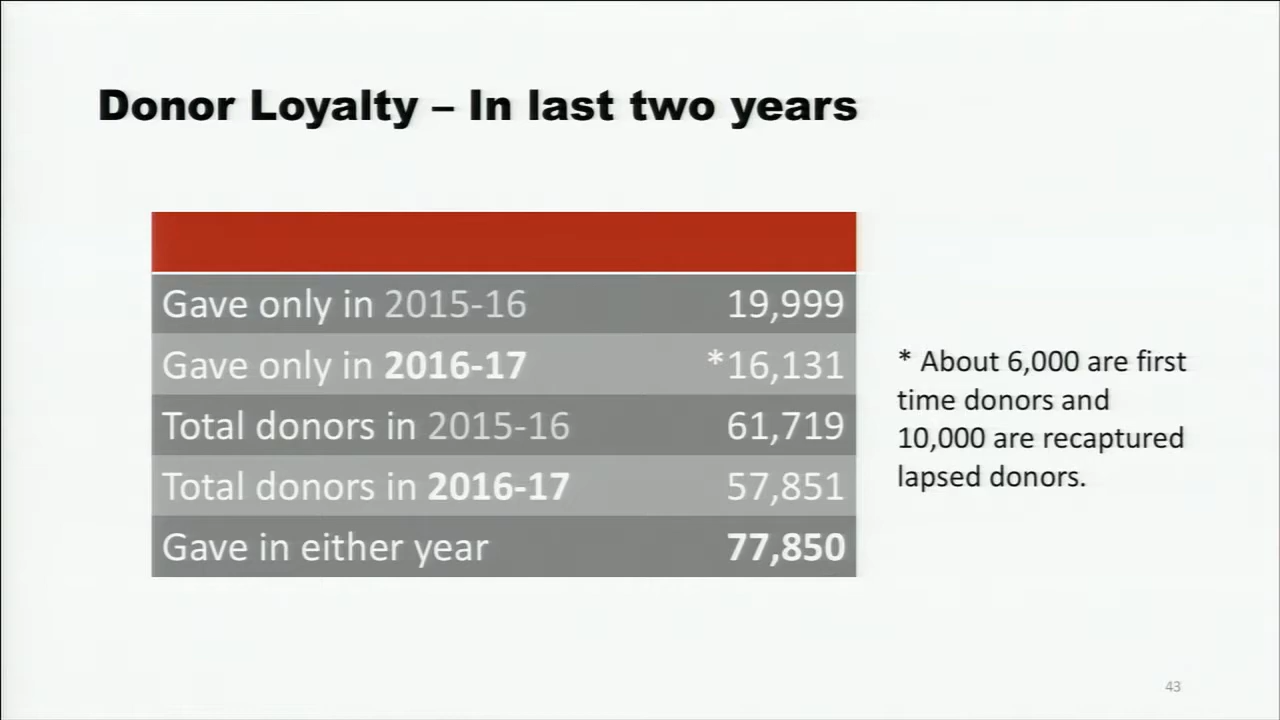 Donor Loyalty – In last two years
Gave only in 2015-16 19,999
Gave only in 2016-17 *16,131
Total donors in 2015-16 61,719
Total donors in 2016-17 57,851
Gave in either year 77,850
* About 6,000 are first
time donors and
10,000 are recaptured
lapsed donors.
43